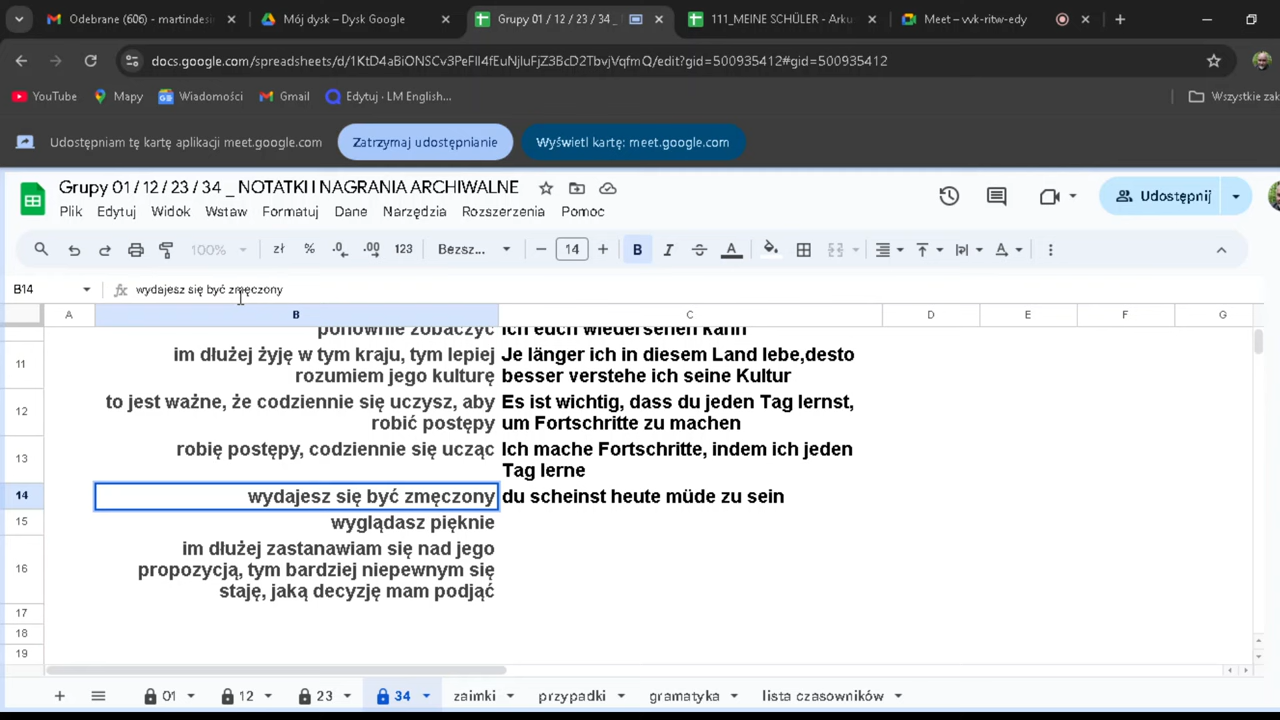 Odebrane (606) - martindesi
Mój dysk – Dysk Google
Grupy 01 / 12 / 23 / 34 _
111_MEINE SCHÜLER - Arku
Meet – vvk-ritw-edy
docs.google.com/spreadsheets/d/1KtD4aBiONSCv3PeFlI4fEuNjluFjZ3BcD2TbvjVqfmQ/edit?gid=500935412#gid=500935412
YouTube
Mapy
Wiadomości
Gmail
Edytuj · LM English...
Wszystkie zak
Udostępniam tę kartę aplikacji meet.google.com
Zatrzymaj udostępnianie
Wyświetl kartę: meet.google.com
Grupy 01 / 12 / 23 / 34 _ NOTATKI I NAGRANIA ARCHIWALNE
Udostępnij
Plik Edytuj Widok Wstaw Formatuj Dane Narzędzia Rozszerzenia Pomoc
100% zł % .0 .00 123 Bezsz... 14 B I S A
B14
fx wydajesz się być zmęczony
A B C D E F G
ponownie zobaczyć ich euch wiedersehen kann
11 im dłużej żyję w tym kraju, tym lepiej Je länger ich in diesem Land lebe,desto
rozumiem jego kulturę besser verstehe ich seine Kultur
12 to jest ważne, że codziennie się uczysz, aby Es ist wichtig, dass du jeden Tag lernst,
robić postępy um Fortschritte zu machen
13 robię postępy, codziennie się ucząc Ich mache Fortschritte, indem ich jeden
Tag lerne
14 wydajesz się być zmęczony du scheinst heute müde zu sein
15 wyglądasz pięknie
16 im dłużej zastanawiam się nad jego
propozycją, tym bardziej niepewnym się
staję, jaką decyzję mam podjąć
17
18
19
01 12 23 34 zaimki przypadki gramatyka lista czasowników